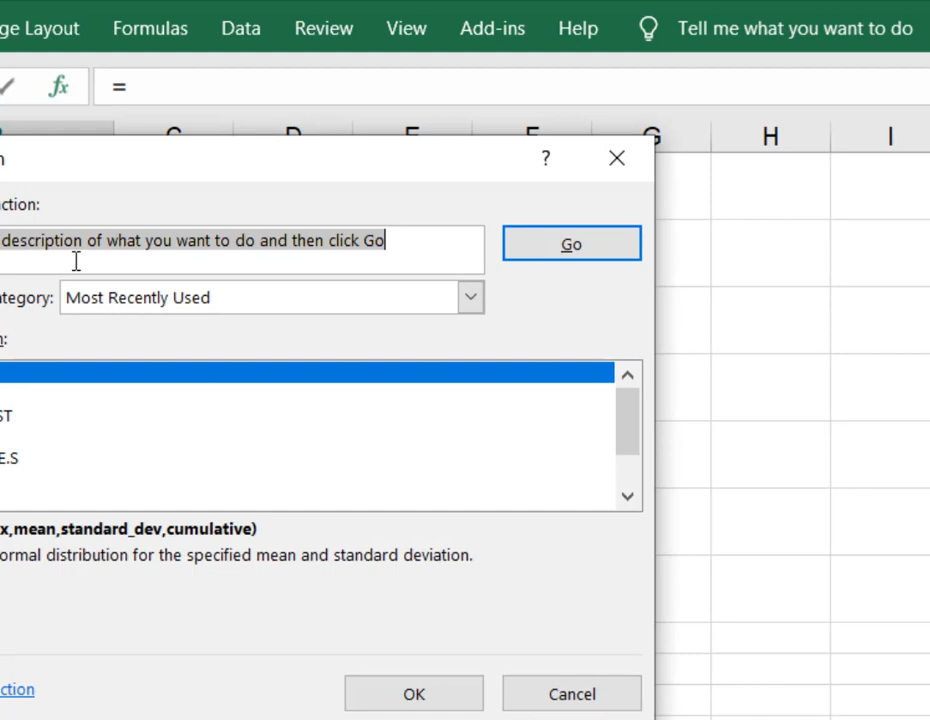 ge Layout Formulas Data Review View Add-ins Help Tell me what you want to do
fx =
C D E F G H I
n ?
ction:
description of what you want to do and then click Go Go
ategory: Most Recently Used
n:
ST
E.S
x,mean,standard_dev,cumulative)
ormal distribution for the specified mean and standard deviation.
ction OK Cancel